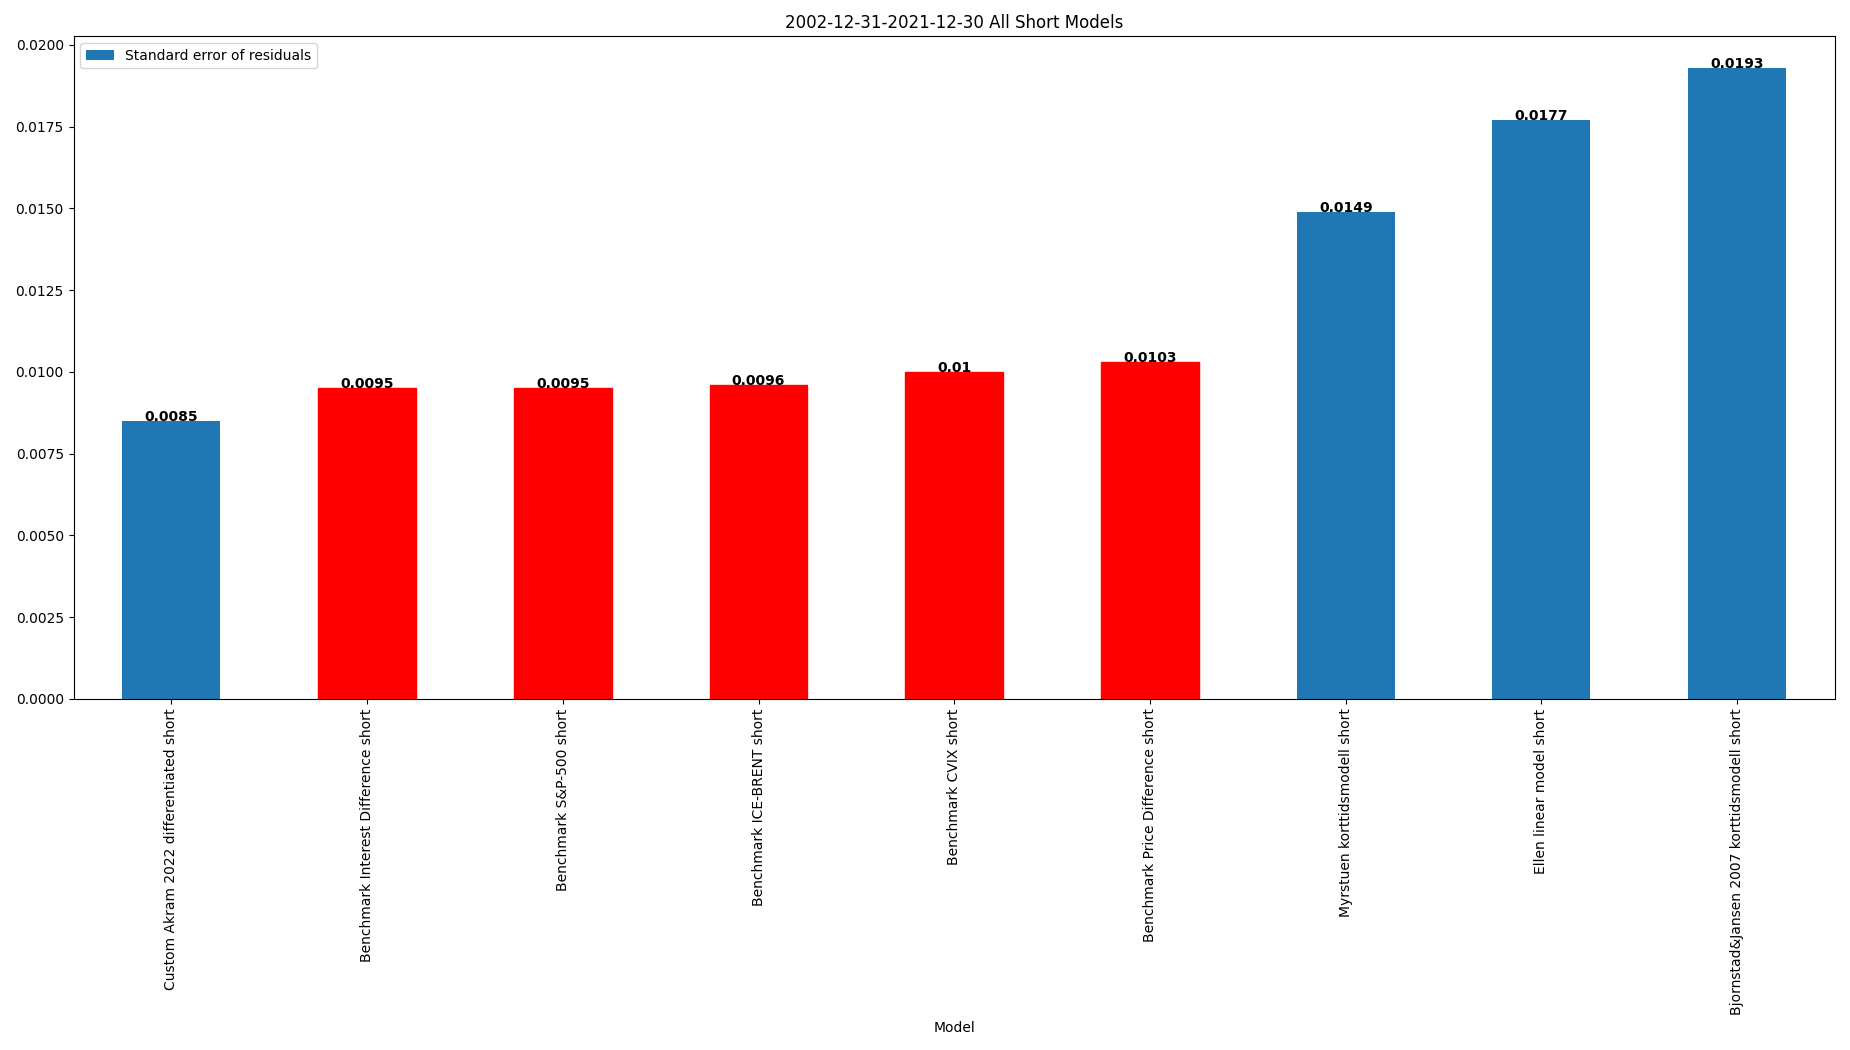 2002-12-31-2021-12-30 All Short Models
Standard error of residuals
0.0200
0.0175
0.0150
0.0125
0.0100
0.0075
0.0050
0.0025
0.0000
0.0085
0.0095
0.0095
0.0096
0.01
0.0103
0.0149
0.0177
0.0193
Custom Akram 2022 differentiated short
Benchmark Interest Difference short
Benchmark S&P-500 short
Benchmark ICE-BRENT short
Benchmark CVIX short
Benchmark Price Difference short
Myrstuen korttidsmodell short
Ellen linear model short
Bjornstad&Jansen 2007 korttidsmodell short
Model